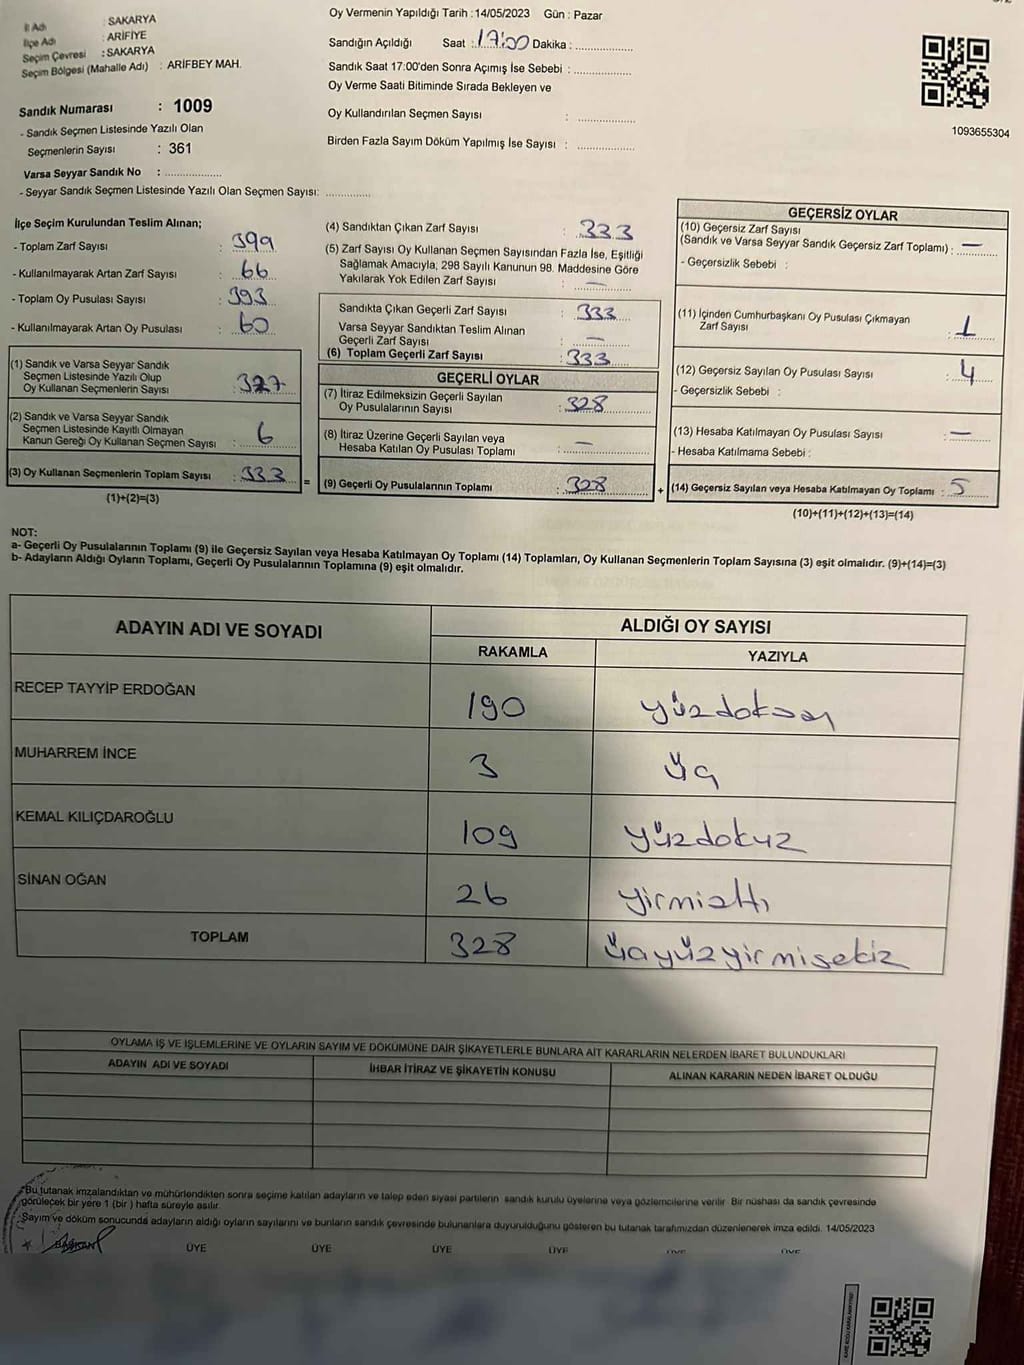 İl Adı : SAKARYA
İlçe Adı : ARİFİYE
Seçim Çevresi : SAKARYA
Seçim Bölgesi (Mahalle Adı) : ARİFBEY MAH.
Sandık Numarası : 1009
- Sandık Seçmen Listesinde Yazılı Olan
Seçmenlerin Sayısı : 361
Varsa Seyyar Sandık No : ..................
- Seyyar Sandık Seçmen Listesinde Yazılı Olan Seçmen Sayısı: ..............
Oy Vermenin Yapıldığı Tarih : 14/05/2023 Gün : Pazar
Sandığın Açıldığı Saat : 17:00 Dakika : ..................
Sandık Saat 17:00'den Sonra Açımış İse Sebebi : ..................
Oy Verme Saati Bitiminde Sırada Bekleyen ve
Oy Kullandırılan Seçmen Sayısı : ..................
Birden Fazla Sayım Döküm Yapılmış İse Sayısı : ..................
1093655304
İlçe Seçim Kurulundan Teslim Alınan;
- Toplam Zarf Sayısı : 399
- Kullanılmayarak Artan Zarf Sayısı : 66
- Toplam Oy Pusulası Sayısı : 393
- Kullanılmayarak Artan Oy Pusulası : 60
(1) Sandık ve Varsa Seyyar Sandık
Seçmen Listesinde Yazılı Olup
Oy Kullanan Seçmenlerin Sayısı : 327
(2) Sandık ve Varsa Seyyar Sandık
Seçmen Listesinde Kayıtlı Olmayan
Kanun Gereği Oy Kullanan Seçmen Sayısı : 6
(3) Oy Kullanan Seçmenlerin Toplam Sayısı : 333
(1)+(2)=(3)
=
(4) Sandıktan Çıkan Zarf Sayısı : 333
(5) Zarf Sayısı Oy Kullanan Seçmen Sayısından Fazla İse, Eşitliği
Sağlamak Amacıyla, 298 Sayılı Kanunun 98. Maddesine Göre
Yakılarak Yok Edilen Zarf Sayısı : —
Sandıkta Çıkan Geçerli Zarf Sayısı : 333
Varsa Seyyar Sandıktan Teslim Alınan
Geçerli Zarf Sayısı : —
(6) Toplam Geçerli Zarf Sayısı : 333
GEÇERLİ OYLAR
(7) İtiraz Edilmeksizin Geçerli Sayılan
Oy Pusulalarının Sayısı : 328
(8) İtiraz Üzerine Geçerli Sayılan veya
Hesaba Katılan Oy Pusulası Toplamı : —
(9) Geçerli Oy Pusulalarının Toplamı : 328
+
GEÇERSİZ OYLAR
(10) Geçersiz Zarf Sayısı
(Sandık ve Varsa Seyyar Sandık Geçersiz Zarf Toplamı) : —
- Geçersizlik Sebebi :
(11) İçinden Cumhurbaşkanı Oy Pusulası Çıkmayan
Zarf Sayısı : 1
(12) Geçersiz Sayılan Oy Pusulası Sayısı : 4
- Geçersizlik Sebebi :
(13) Hesaba Katılmayan Oy Pusulası Sayısı : —
- Hesaba Katılmama Sebebi :
(14) Geçersiz Sayılan veya Hesaba Katılmayan Oy Toplamı : 5
(10)+(11)+(12)+(13)=(14)
NOT:
a- Geçerli Oy Pusulalarının Toplamı (9) ile Geçersiz Sayılan veya Hesaba Katılmayan Oy Toplamı (14) Toplamları, Oy Kullanan Seçmenlerin Toplam Sayısına (3) eşit olmalıdır. (9)+(14)=(3)
b- Adayların Aldığı Oyların Toplamı, Geçerli Oy Pusulalarının Toplamına (9) eşit olmalıdır.
ADAYIN ADI VE SOYADI
ALDIĞI OY SAYISI
RAKAMLA YAZIYLA
RECEP TAYYİP ERDOĞAN 190 yüzdoksan
MUHARREM İNCE 3 üç
KEMAL KILIÇDAROĞLU 109 yüzdokuz
SİNAN OĞAN 26 yirmialtı
TOPLAM 328 üçyüzyirmisekiz
OYLAMA İŞ VE İŞLEMLERİNE VE OYLARIN SAYIM VE DÖKÜMÜNE DAİR ŞİKAYETLERLE BUNLARA AİT KARARLARIN NELERDEN İBARET BULUNDUKLARI
ADAYIN ADI VE SOYADI İHBAR İTİRAZ VE ŞİKAYETİN KONUSU ALINAN KARARIN NEDEN İBARET OLDUĞU
Bu tutanak imzalandıktan ve mühürlendikten sonra seçime katılan adayların ve talep eden siyasi partilerin sandık kurulu üyelerine veya gözlemcilerine verilir. Bir nüshası da sandık çevresinde
görülecek bir yere 1 (bir ) hafta süreyle asılır.
Sayım ve döküm sonucunda adayların aldığı oyların sayılarını ve bunların sandık çevresinde bulunanlara duyurulduğunu gösteren bu tutanak tarafımızdan düzenlenerek imza edildi. 14/05/2023
BAŞKAN ÜYE ÜYE ÜYE ÜYE ÜYE ÜYE